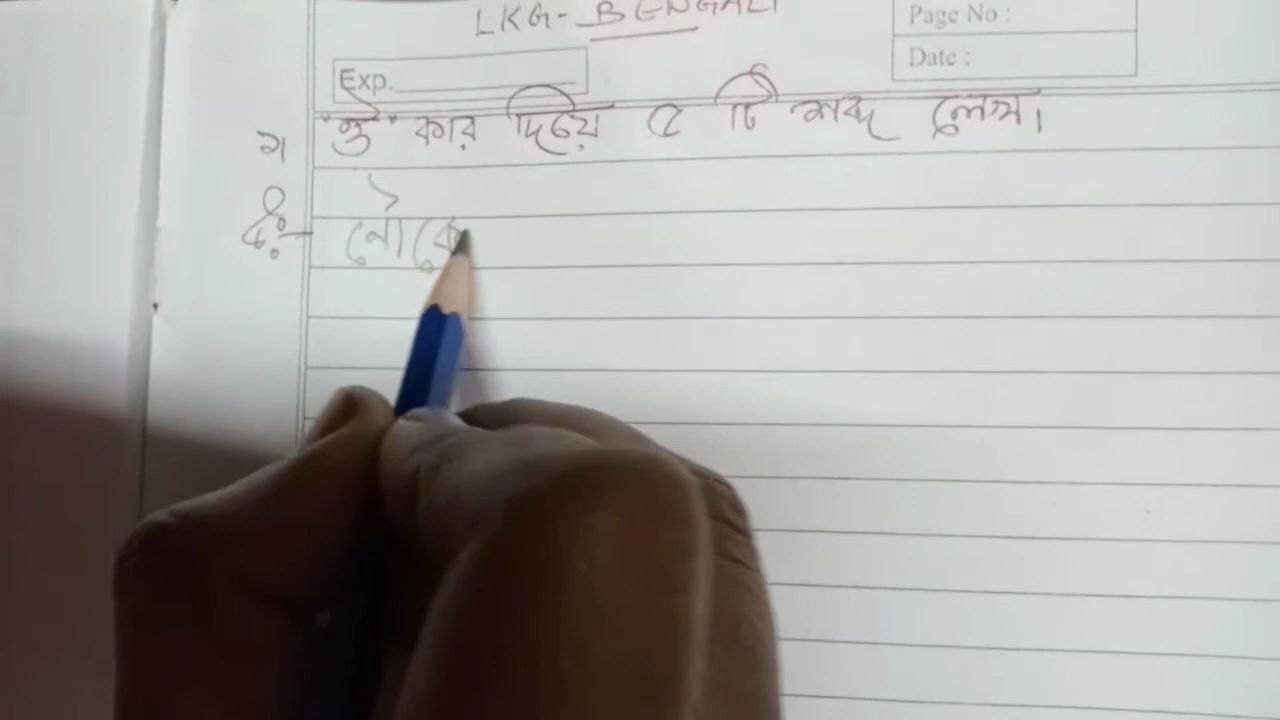 LKG - BENGALI
Page No :
Date :
Exp.
গ "ঔ" কার দিয়ে ৫ টি শব্দ লেখ।
উঃ- নৌকো